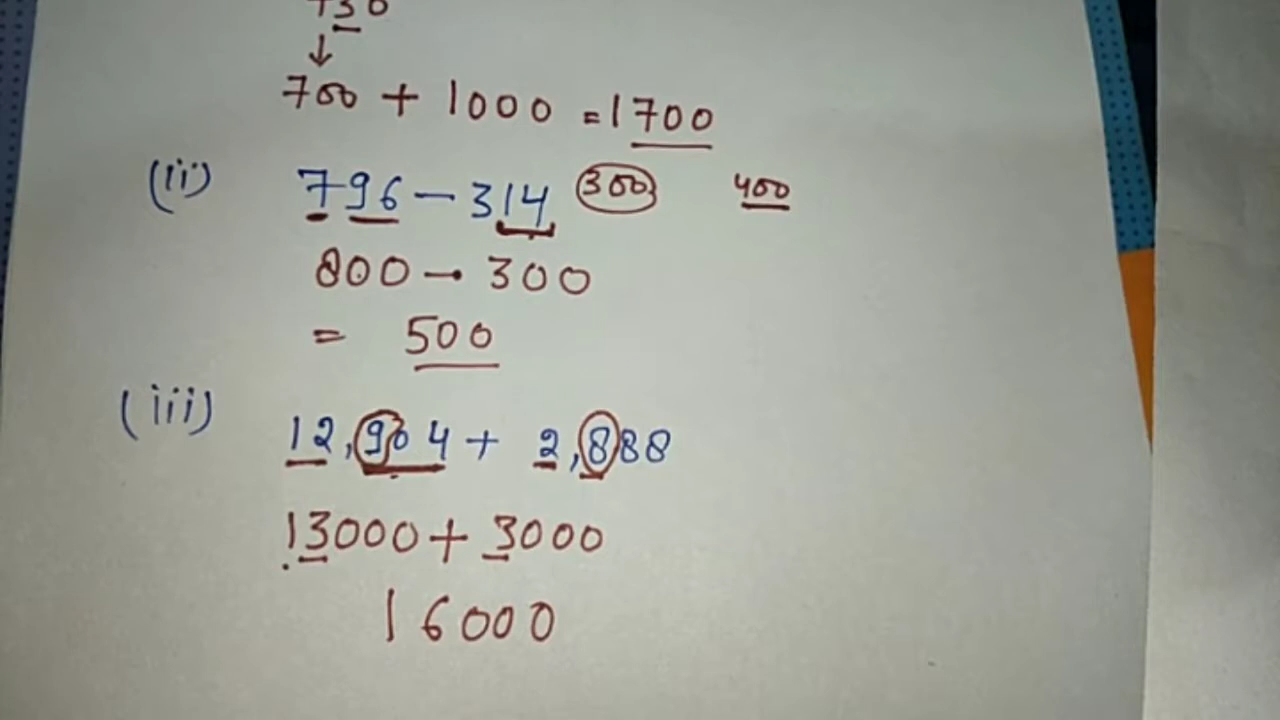 730
↓
700 + 1000 = 1700
(ii) 796 - 314 300 400
800 - 300
= 500
(iii) 12,904 + 2,888
13000 + 3000
16000